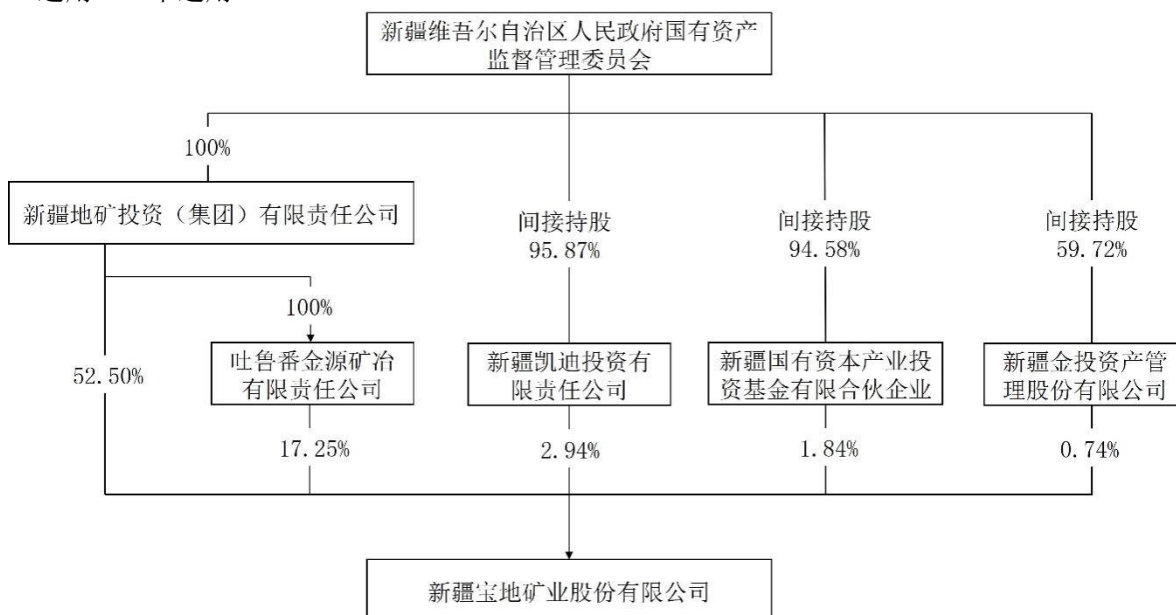 新疆维吾尔自治区人民政府国有资产
监督管理委员会
100%
新疆地矿投资（集团）有限责任公司
间接持股
95.87%
间接持股
94.58%
间接持股
59.72%
100%
52.50%
吐鲁番金源矿冶
有限责任公司
新疆凯迪投资有
限责任公司
新疆国有资本产业投
资基金有限合伙企业
新疆金投资产管
理股份有限公司
17.25%
2.94%
1.84%
0.74%
新疆宝地矿业股份有限公司